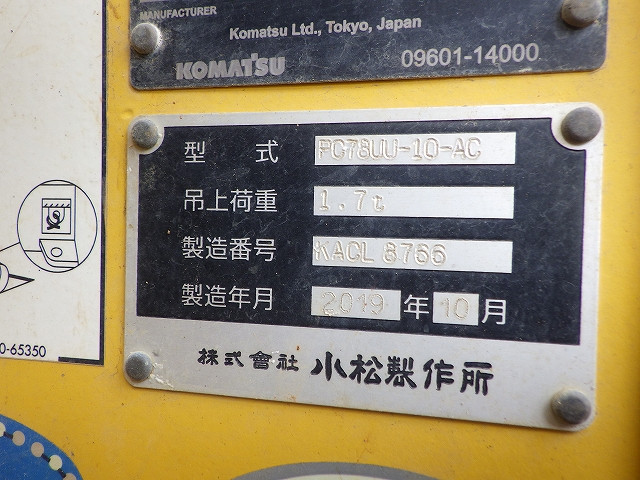 MANUFACTURER
Komatsu Ltd., Tokyo, Japan
KOMATSU 09601-14000
型 式 PC78UU-10-AC
吊上荷重 1.7t
製造番号 KACL 8766
製造年月 2019年10月
株式會社 小松製作所
0-65350